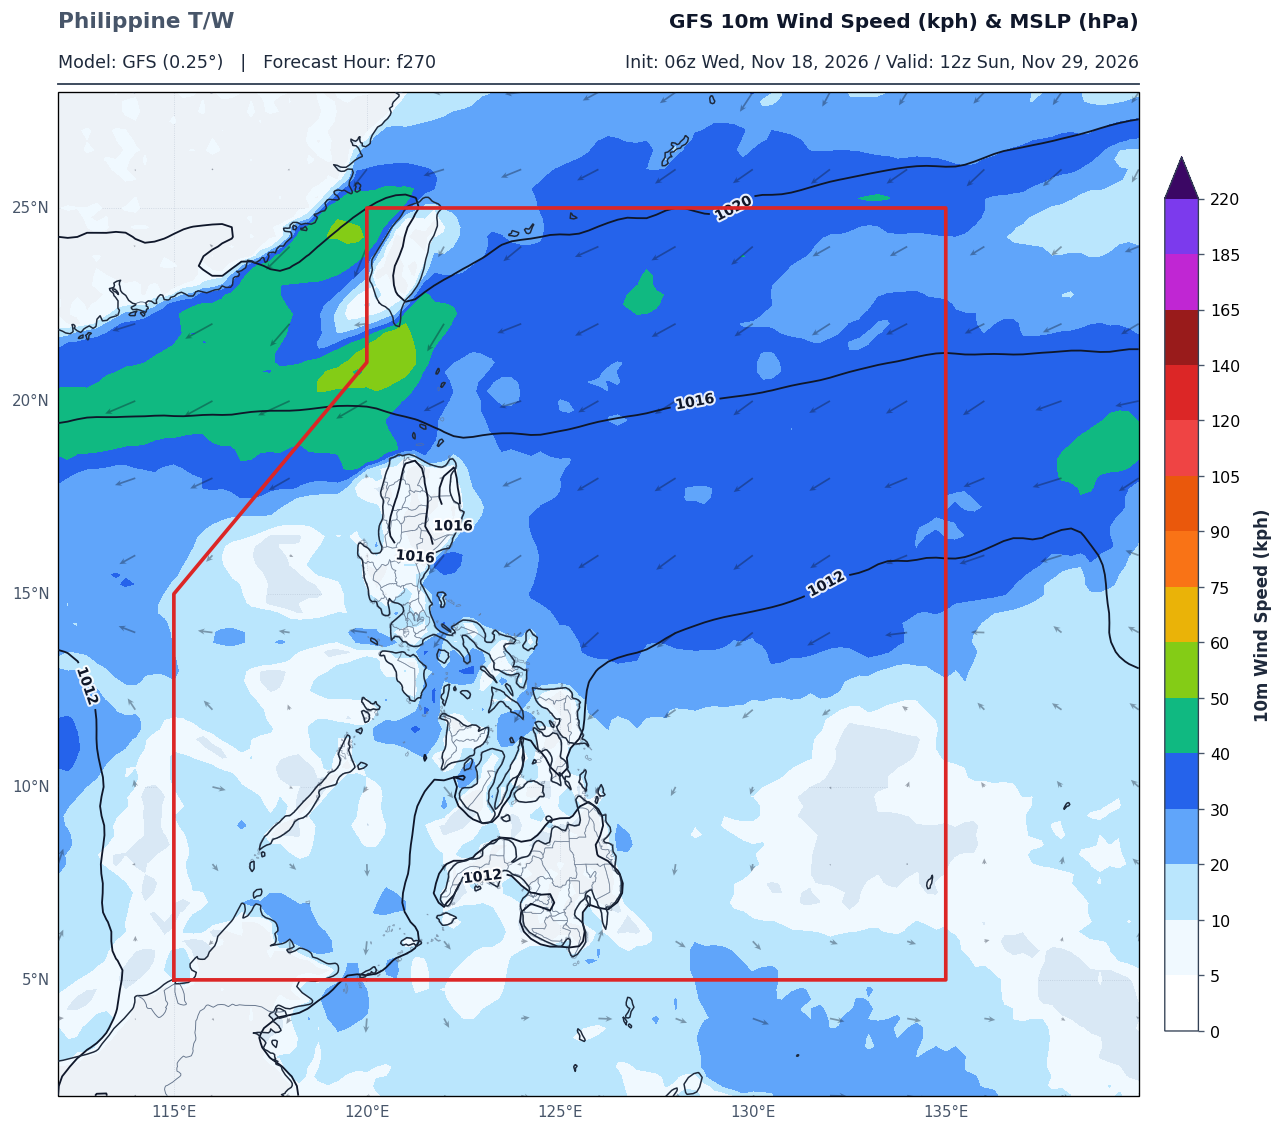 Philippine T/W
GFS 10m Wind Speed (kph) & MSLP (hPa)
Model: GFS (0.25°) | Forecast Hour: f270
Init: 06z Wed, Nov 18, 2026 / Valid: 12z Sun, Nov 29, 2026
25°N
20°N
15°N
10°N
5°N
115°E
120°E
125°E
130°E
135°E
1020
1016
1016
1016
1012
1012
1012
220
185
165
140
120
105
90
75
60
50
40
30
20
10
5
0
10m Wind Speed (kph)